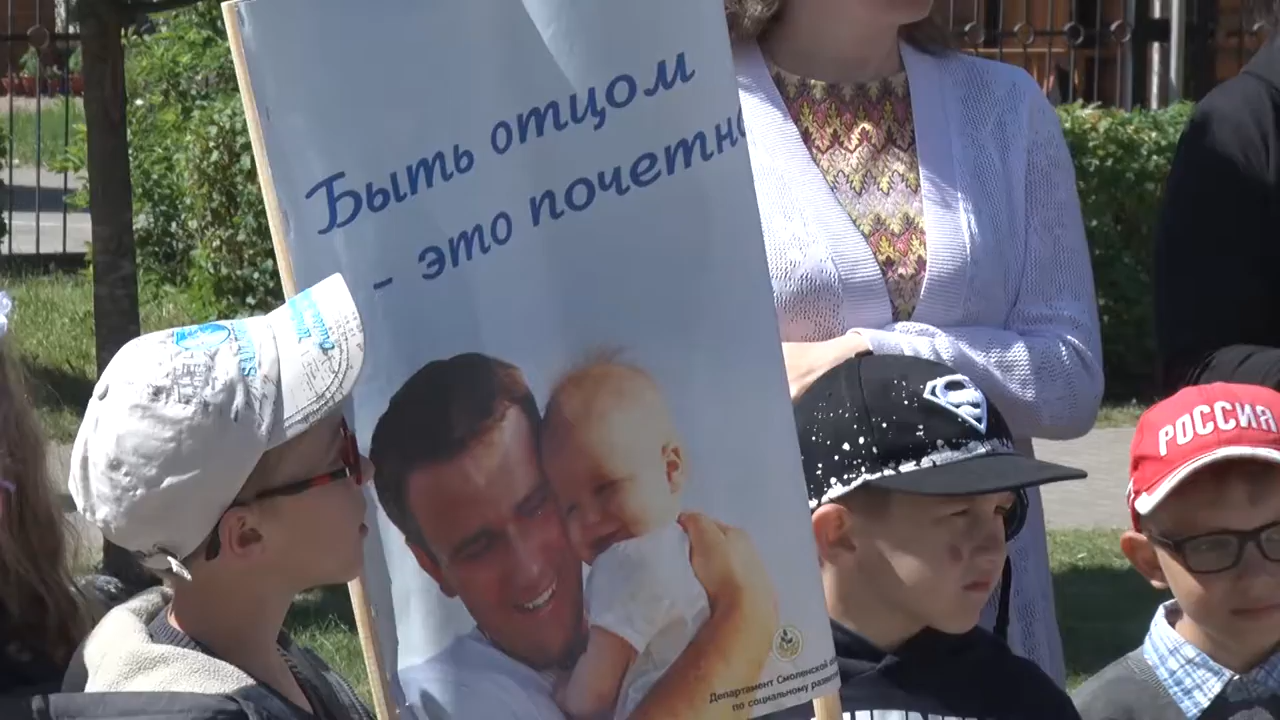 Быть отцом
- это почетно
РОССИЯ
Департамент Смоленской
по социальному